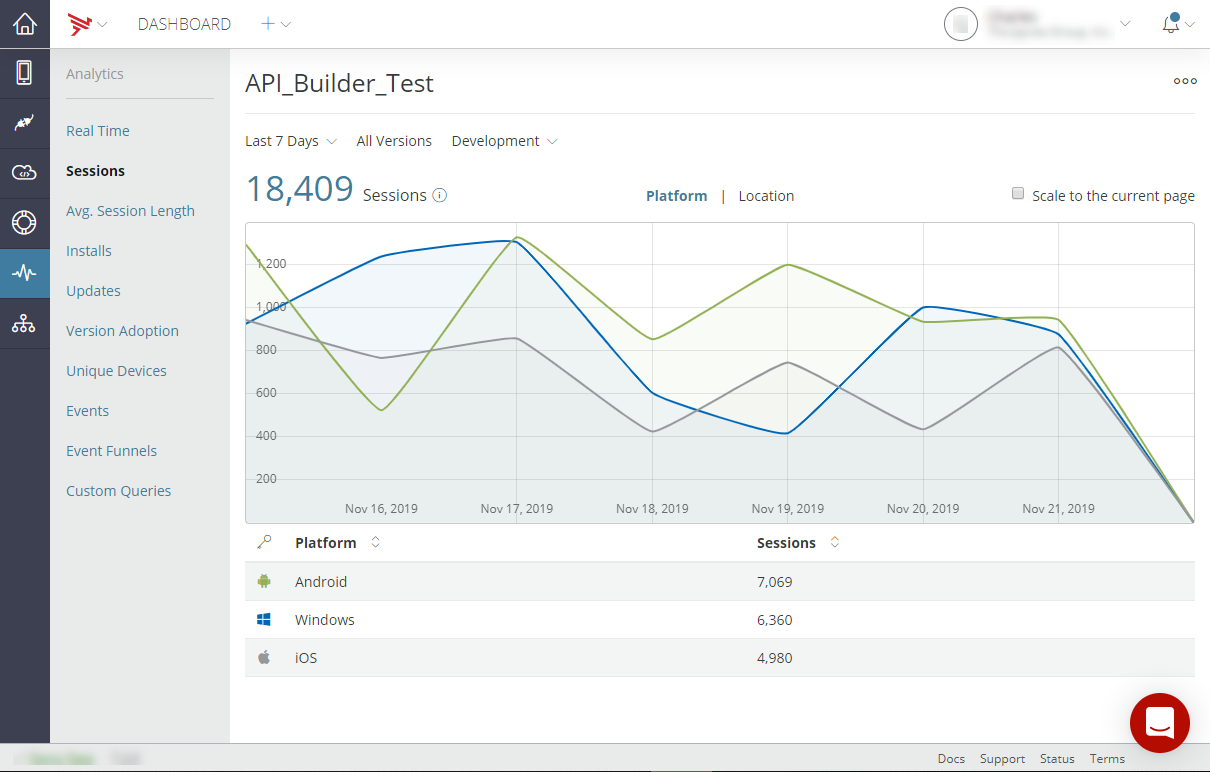 DASHBOARD
Analytics
Real Time
Sessions
Avg. Session Length
Installs
Updates
Version Adoption
Unique Devices
Events
Event Funnels
Custom Queries
API_Builder_Test
Last 7 Days All Versions Development
18,409 Sessions Platform | Location Scale to the current page
1,200
1,000
800
600
400
200
Nov 16, 2019 Nov 17, 2019 Nov 18, 2019 Nov 19, 2019 Nov 20, 2019 Nov 21, 2019
Platform Sessions
Android 7,069
Windows 6,360
iOS 4,980
Docs Support Status Terms